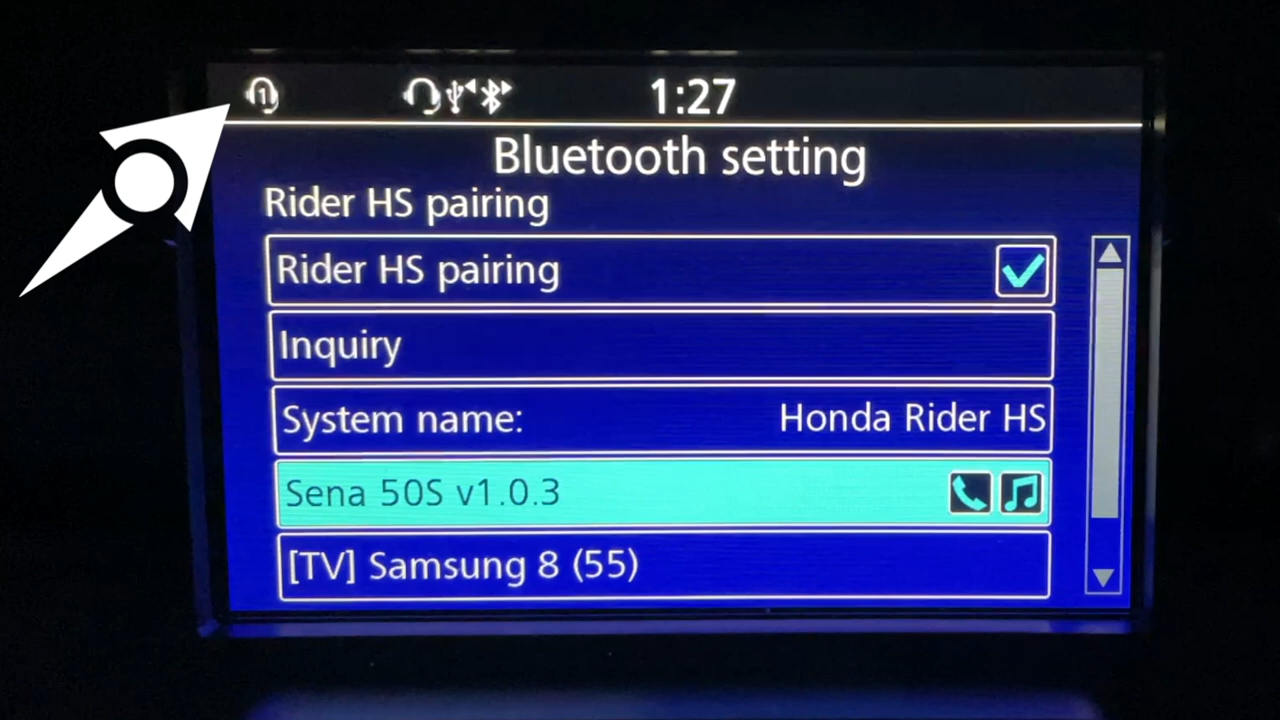 1
1:27
Bluetooth setting
Rider HS pairing
Rider HS pairing
Inquiry
System name: Honda Rider HS
Sena 50S v1.0.3
[TV] Samsung 8 (55)